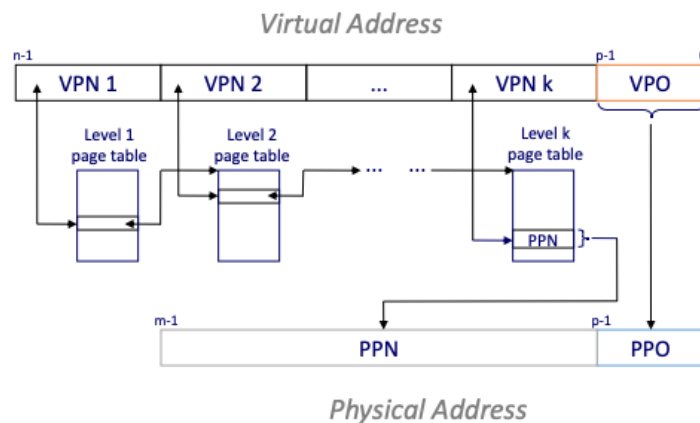 Virtual Address
n-1
p-1
VPN 1
VPN 2
...
VPN k
VPO
Level 1
page table
Level 2
page table
... ...
Level k
page table
PPN
m-1
p-1
PPN
PPO
Physical Address